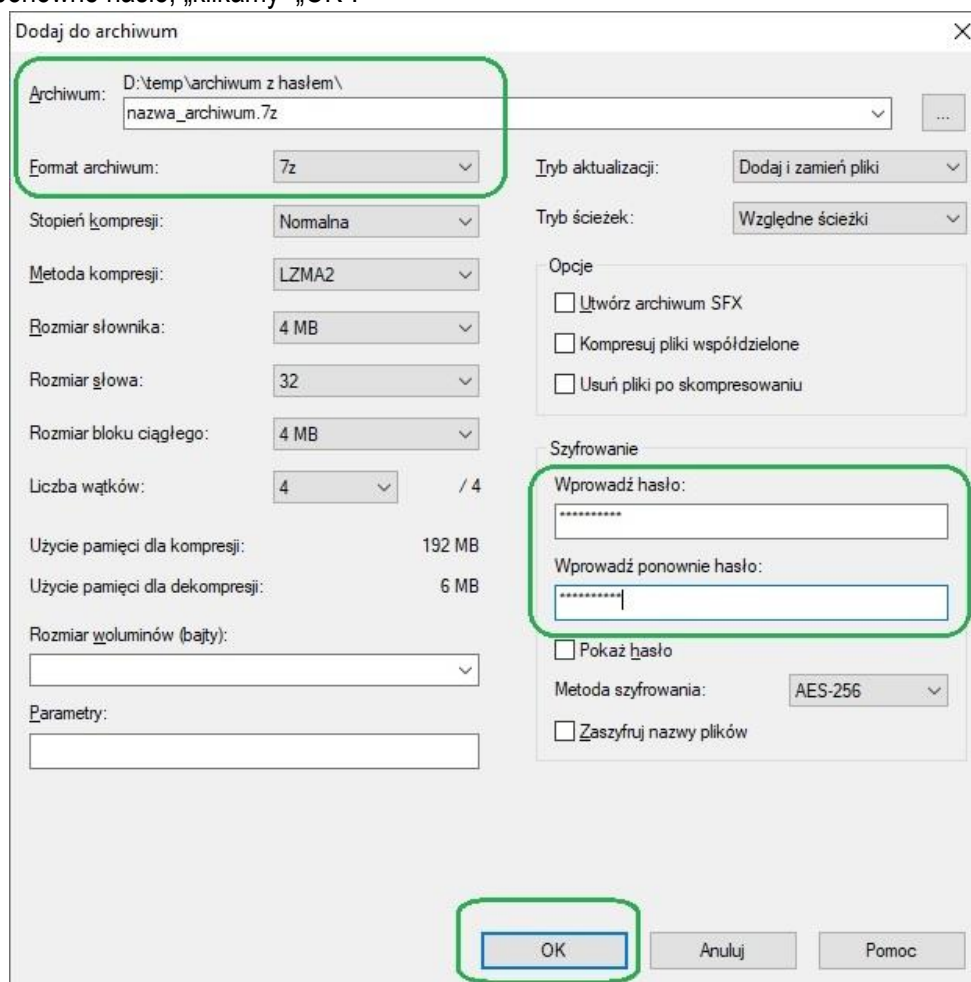 ponowne hasło, „klikamy" „OK".
Dodaj do archiwum
Archiwum: D:\temp\archiwum z hasłem\
nazwa_archiwum.7z
...
Format archiwum: 7z
Stopień kompresji: Normalna
Metoda kompresji: LZMA2
Rozmiar słownika: 4 MB
Rozmiar słowa: 32
Rozmiar bloku ciągłego: 4 MB
Liczba wątków: 4 / 4
Użycie pamięci dla kompresji: 192 MB
Użycie pamięci dla dekompresji: 6 MB
Rozmiar woluminów (bajty):
Parametry:
Tryb aktualizacji: Dodaj i zamień pliki
Tryb ścieżek: Względne ścieżki
Opcje
Utwórz archiwum SFX
Kompresuj pliki współdzielone
Usuń pliki po skompresowaniu
Szyfrowanie
Wprowadź hasło:
**********
Wprowadź ponownie hasło:
**********
Pokaż hasło
Metoda szyfrowania: AES-256
Zaszyfruj nazwy plików
OK Anuluj Pomoc